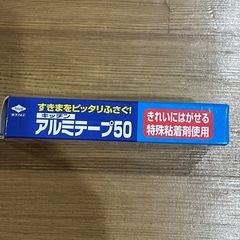 すきまをピッタリふさぐ!
キッチン
アルミテープ50
きれいにはがせる
特殊粘着剤使用